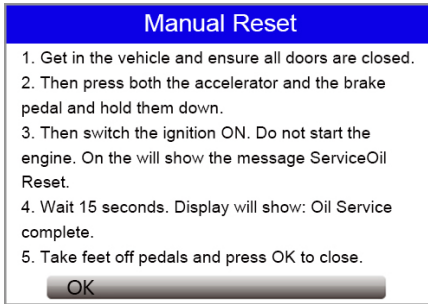 Manual Reset
1. Get in the vehicle and ensure all doors are closed.
2. Then press both the accelerator and the brake
pedal and hold them down.
3. Then switch the ignition ON. Do not start the
engine. On the will show the message ServiceOil
Reset.
4. Wait 15 seconds. Display will show: Oil Service
complete.
5. Take feet off pedals and press OK to close.
OK